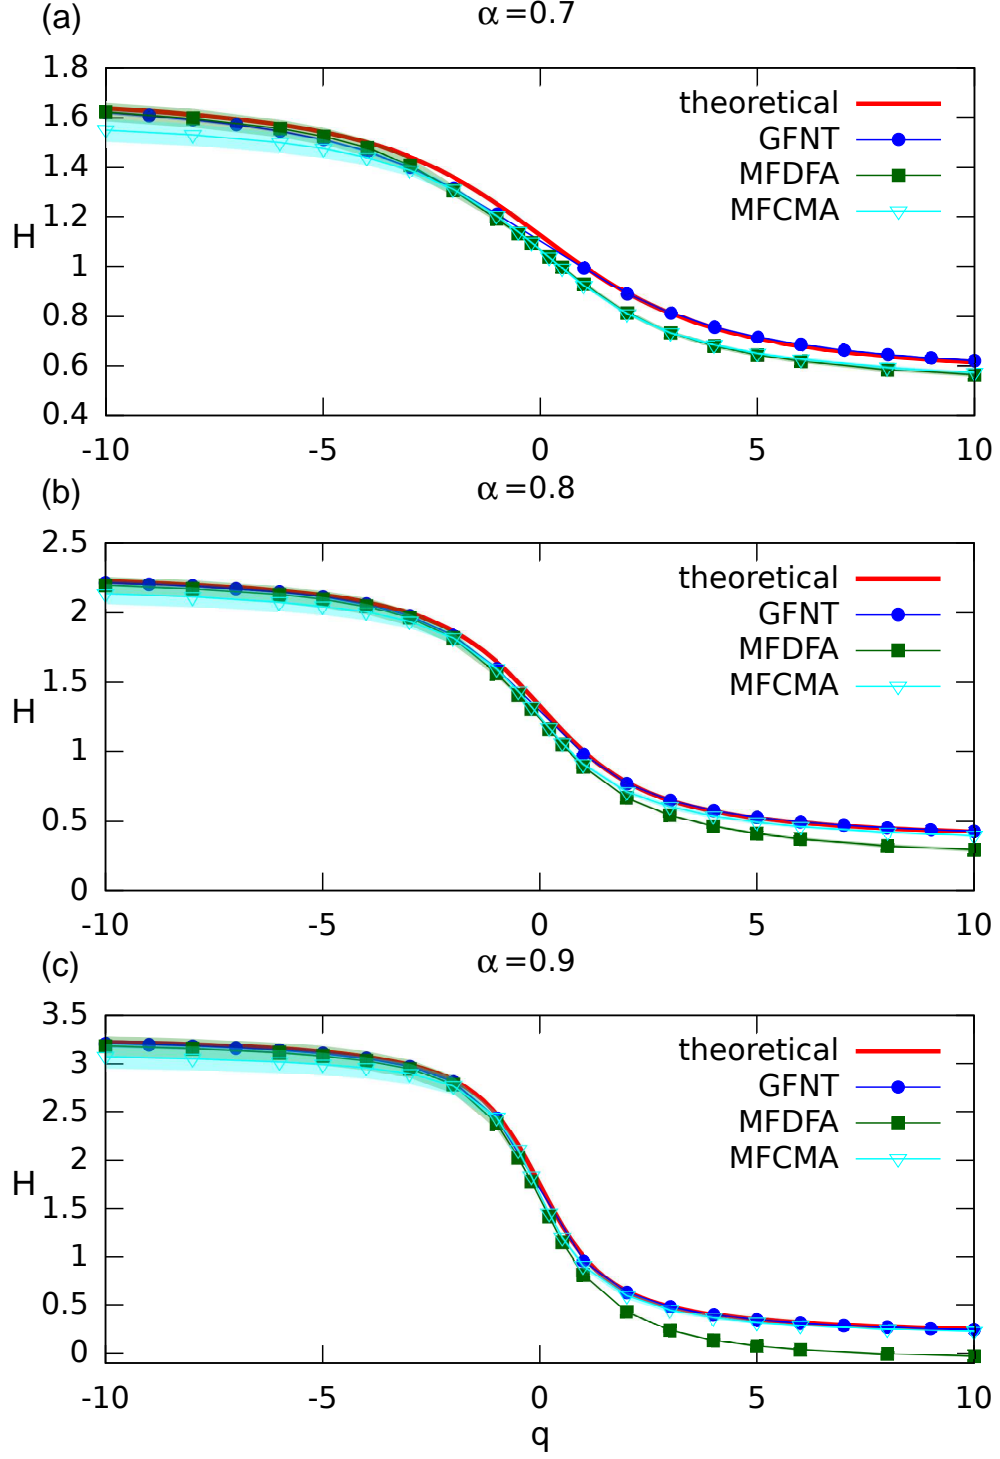 (a)
α=0.7
1.8
theoretical
1.6
GFNT
MFDFA
1.4
MFCMA
1.2
H
1
0.8
0.6
0.4
-10 -5 0 5 10
(b)
α=0.8
2.5
theoretical
GFNT
2
MFDFA
MFCMA
1.5
H
1
0.5
0
-10 -5 0 5 10
(c)
α=0.9
3.5
theoretical
3
GFNT
2.5
MFDFA
2
MFCMA
H
1.5
1
0.5
0
-10 -5 0 5 10
q